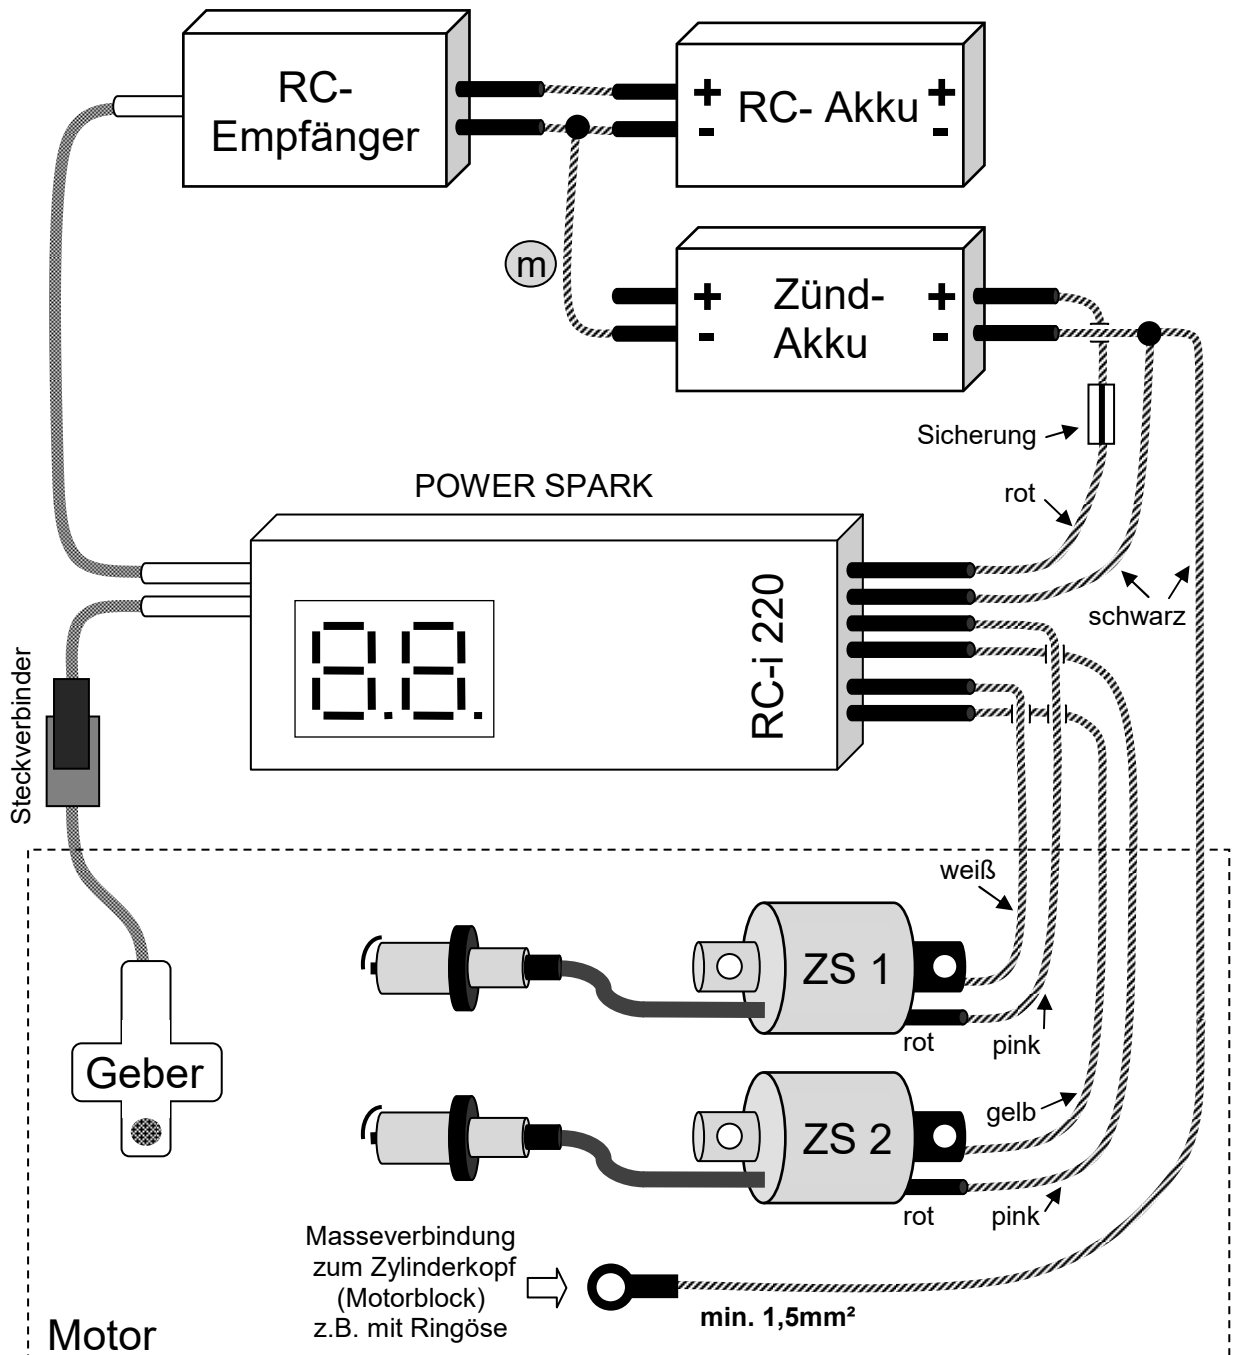 RC-
Empfänger
+
-
RC- Akku
+
-
m
+
-
Zünd-
Akku
+
-
Sicherung
rot
POWER SPARK
8.8.
RC-i 220
schwarz
Steckverbinder
weiß
ZS 1
rot
pink
Geber
gelb
ZS 2
rot
pink
Masseverbindung
zum Zylinderkopf
(Motorblock)
z.B. mit Ringöse
min. 1,5mm²
Motor